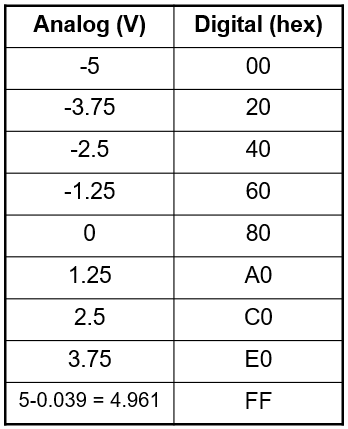 Analog (V) Digital (hex)
-5 00
-3.75 20
-2.5 40
-1.25 60
0 80
1.25 A0
2.5 C0
3.75 E0
5-0.039 = 4.961 FF